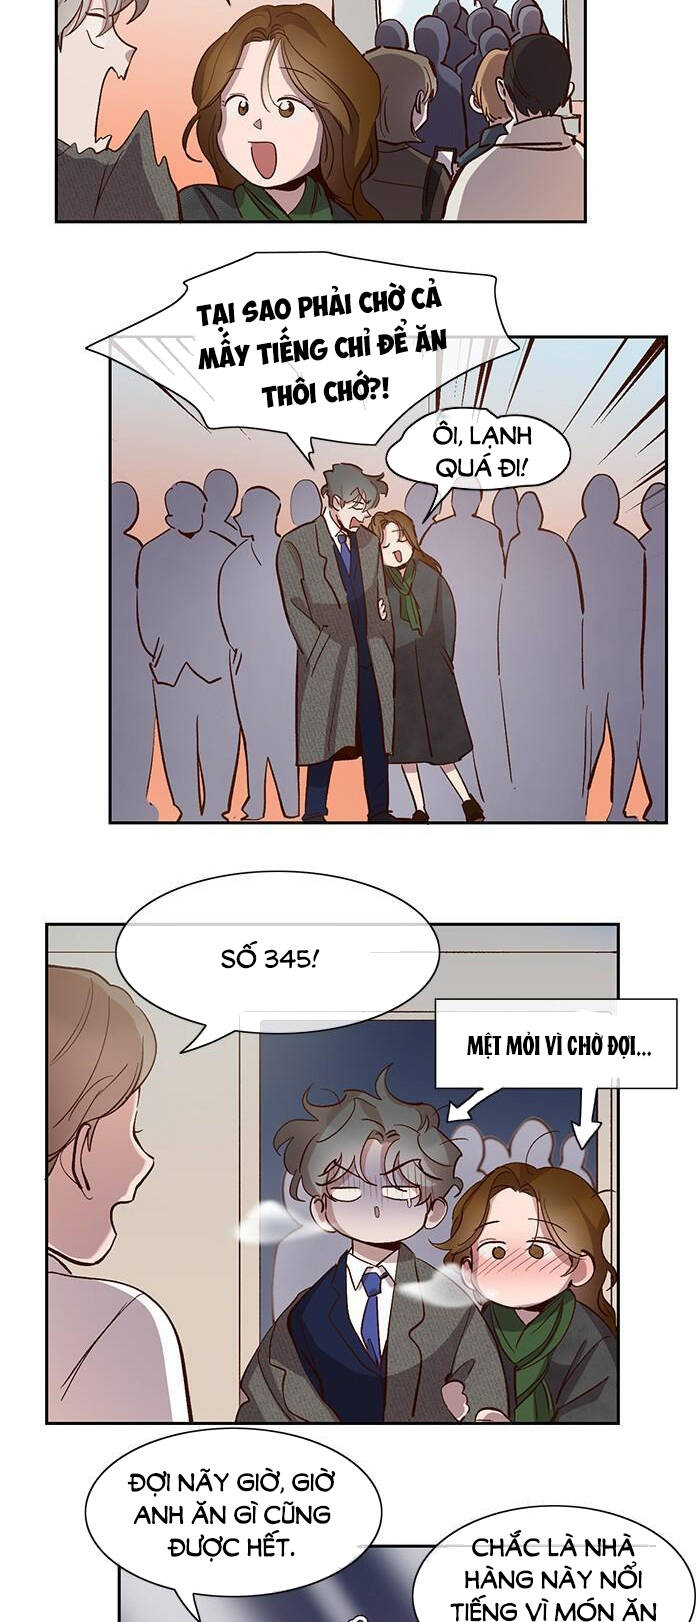 TẠI SAO PHẢI CHỜ CẢ
MẤY TIẾNG CHỈ ĐỂ ĂN
THÔI CHỚ?!
ÔI, LẠNH
QUÁ ĐI!
SỐ 345!
MỆT MỎI VÌ CHỜ ĐỢI...
ĐỢI NÃY GIỜ, GIỜ
ANH ĂN GÌ CŨNG
ĐƯỢC HẾT.
CHẮC LÀ NHÀ
HÀNG NÀY NỔI
TIẾNG VÌ MÓN ĂN